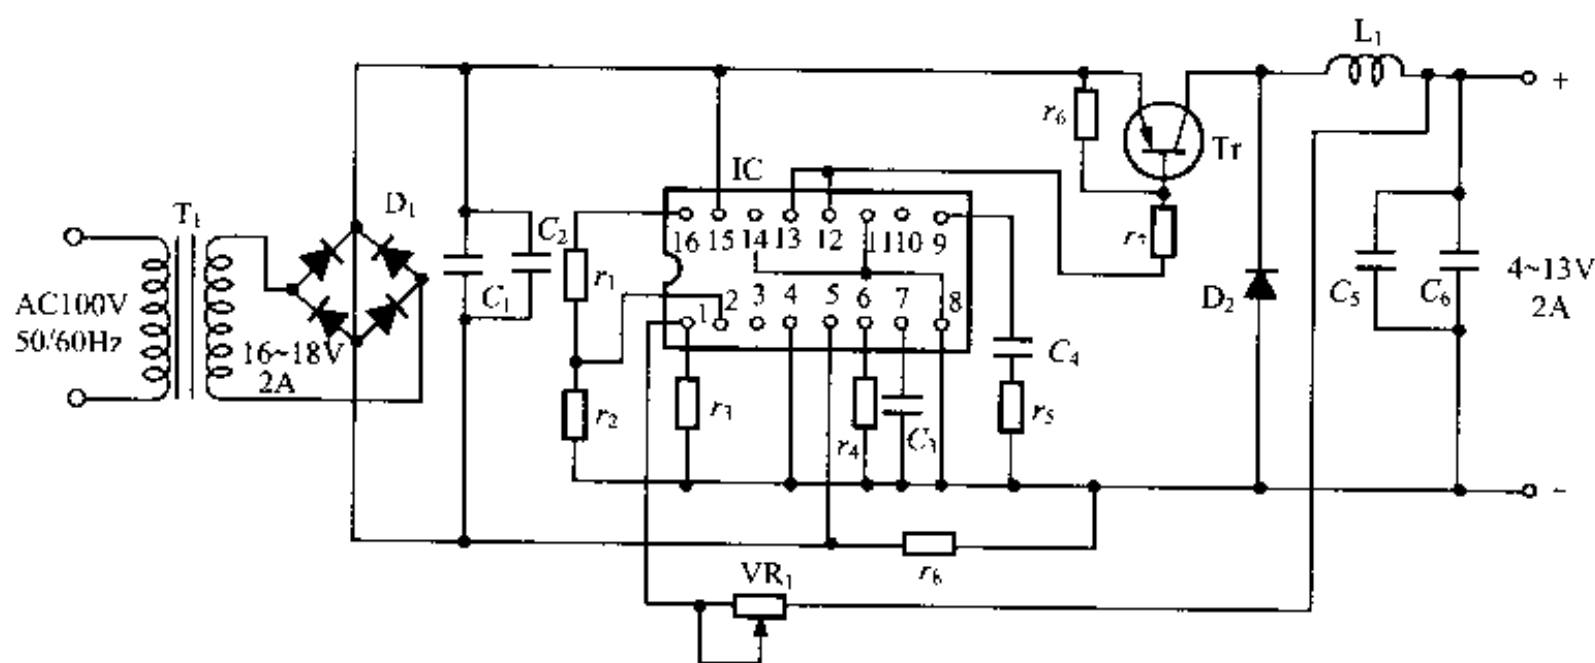 L₁
r₆
Tr
IC
T₁
D₁
C₂
C₁
16 15 14 13 12 11 10 9
r₁
r₇
1 2 3 4 5 6 7 8
AC100V
50/60Hz
16~18V
2A
r₂
r₃
r₄
C₃
C₄
r₅
D₂
C₅
C₆
4~13V
2A
+
−
VR₁